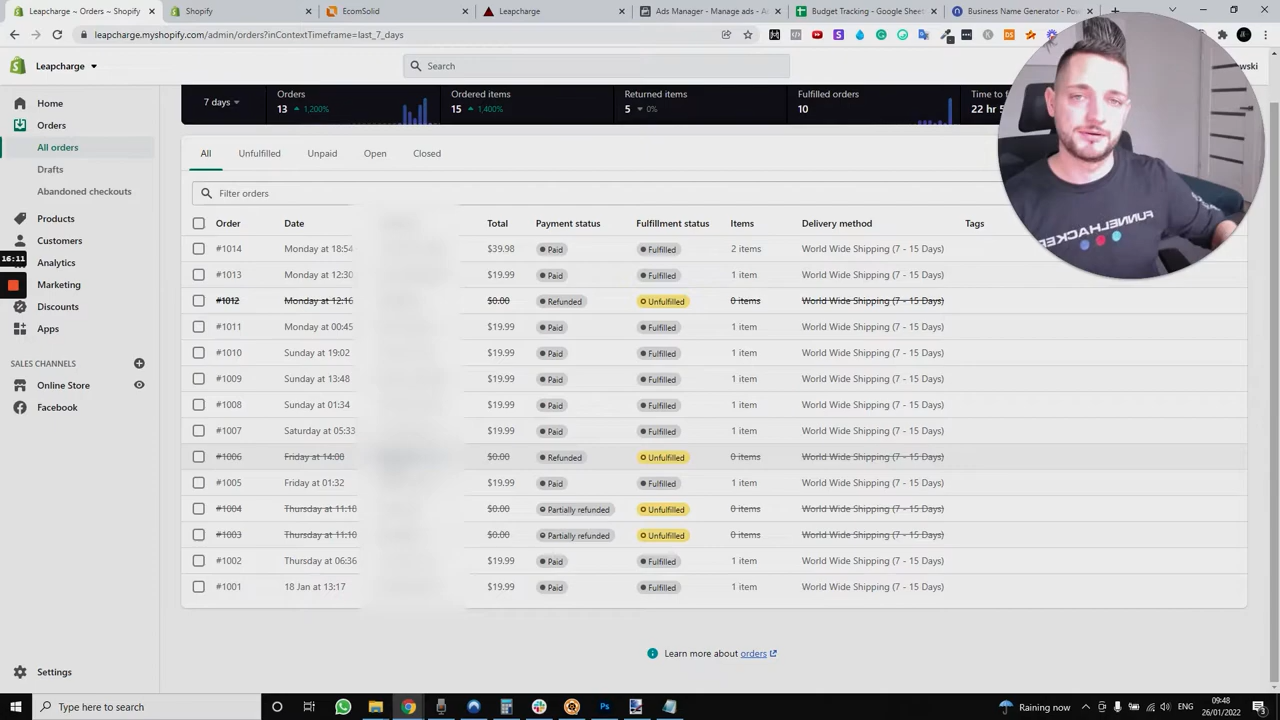 Leapcharge ~ Orders ~ Shopify
Shopify
EcomSolid
Leapcharge
Ads Manager - Manage ads - Ad
Budget Tracking - Google Sheet
Business Name Generator - Pow
leapcharge.myshopify.com/admin/orders?inContextTimeframe=last_7_days
Leapcharge
Search
wski
Home
Orders
All orders
Drafts
Abandoned checkouts
Products
Customers
Analytics
Marketing
Discounts
Apps
16:11
SALES CHANNELS
Online Store
Facebook
Settings
7 days
Orders
13 1,200%
Ordered items
15 1,400%
Returned items
5 0%
Fulfilled orders
10
Time to f
22 hr 5
All Unfulfilled Unpaid Open Closed
Filter orders
Order Date Total Payment status Fulfillment status Items Delivery method Tags
#1014 Monday at 18:54 $39.98 Paid Fulfilled 2 items World Wide Shipping (7 - 15 Days)
#1013 Monday at 12:30 $19.99 Paid Fulfilled 1 item World Wide Shipping (7 - 15 Days)
#1012 Monday at 12:16 $0.00 Refunded Unfulfilled 0 items World Wide Shipping (7 - 15 Days)
#1011 Monday at 00:45 $19.99 Paid Fulfilled 1 item World Wide Shipping (7 - 15 Days)
#1010 Sunday at 19:02 $19.99 Paid Fulfilled 1 item World Wide Shipping (7 - 15 Days)
#1009 Sunday at 13:48 $19.99 Paid Fulfilled 1 item World Wide Shipping (7 - 15 Days)
#1008 Sunday at 01:34 $19.99 Paid Fulfilled 1 item World Wide Shipping (7 - 15 Days)
#1007 Saturday at 05:33 $19.99 Paid Fulfilled 1 item World Wide Shipping (7 - 15 Days)
#1006 Friday at 14:08 $0.00 Refunded Unfulfilled 0 items World Wide Shipping (7 - 15 Days)
#1005 Friday at 01:32 $19.99 Paid Fulfilled 1 item World Wide Shipping (7 - 15 Days)
#1004 Thursday at 11:18 $0.00 Partially refunded Unfulfilled 0 items World Wide Shipping (7 - 15 Days)
#1003 Thursday at 11:10 $0.00 Partially refunded Unfulfilled 0 items World Wide Shipping (7 - 15 Days)
#1002 Thursday at 06:36 $19.99 Paid Fulfilled 1 item World Wide Shipping (7 - 15 Days)
#1001 18 Jan at 13:17 $19.99 Paid Fulfilled 1 item World Wide Shipping (7 - 15 Days)
Learn more about orders
FUNNELHACKER
Type here to search
Raining now
ENG
09:48
26/01/2022